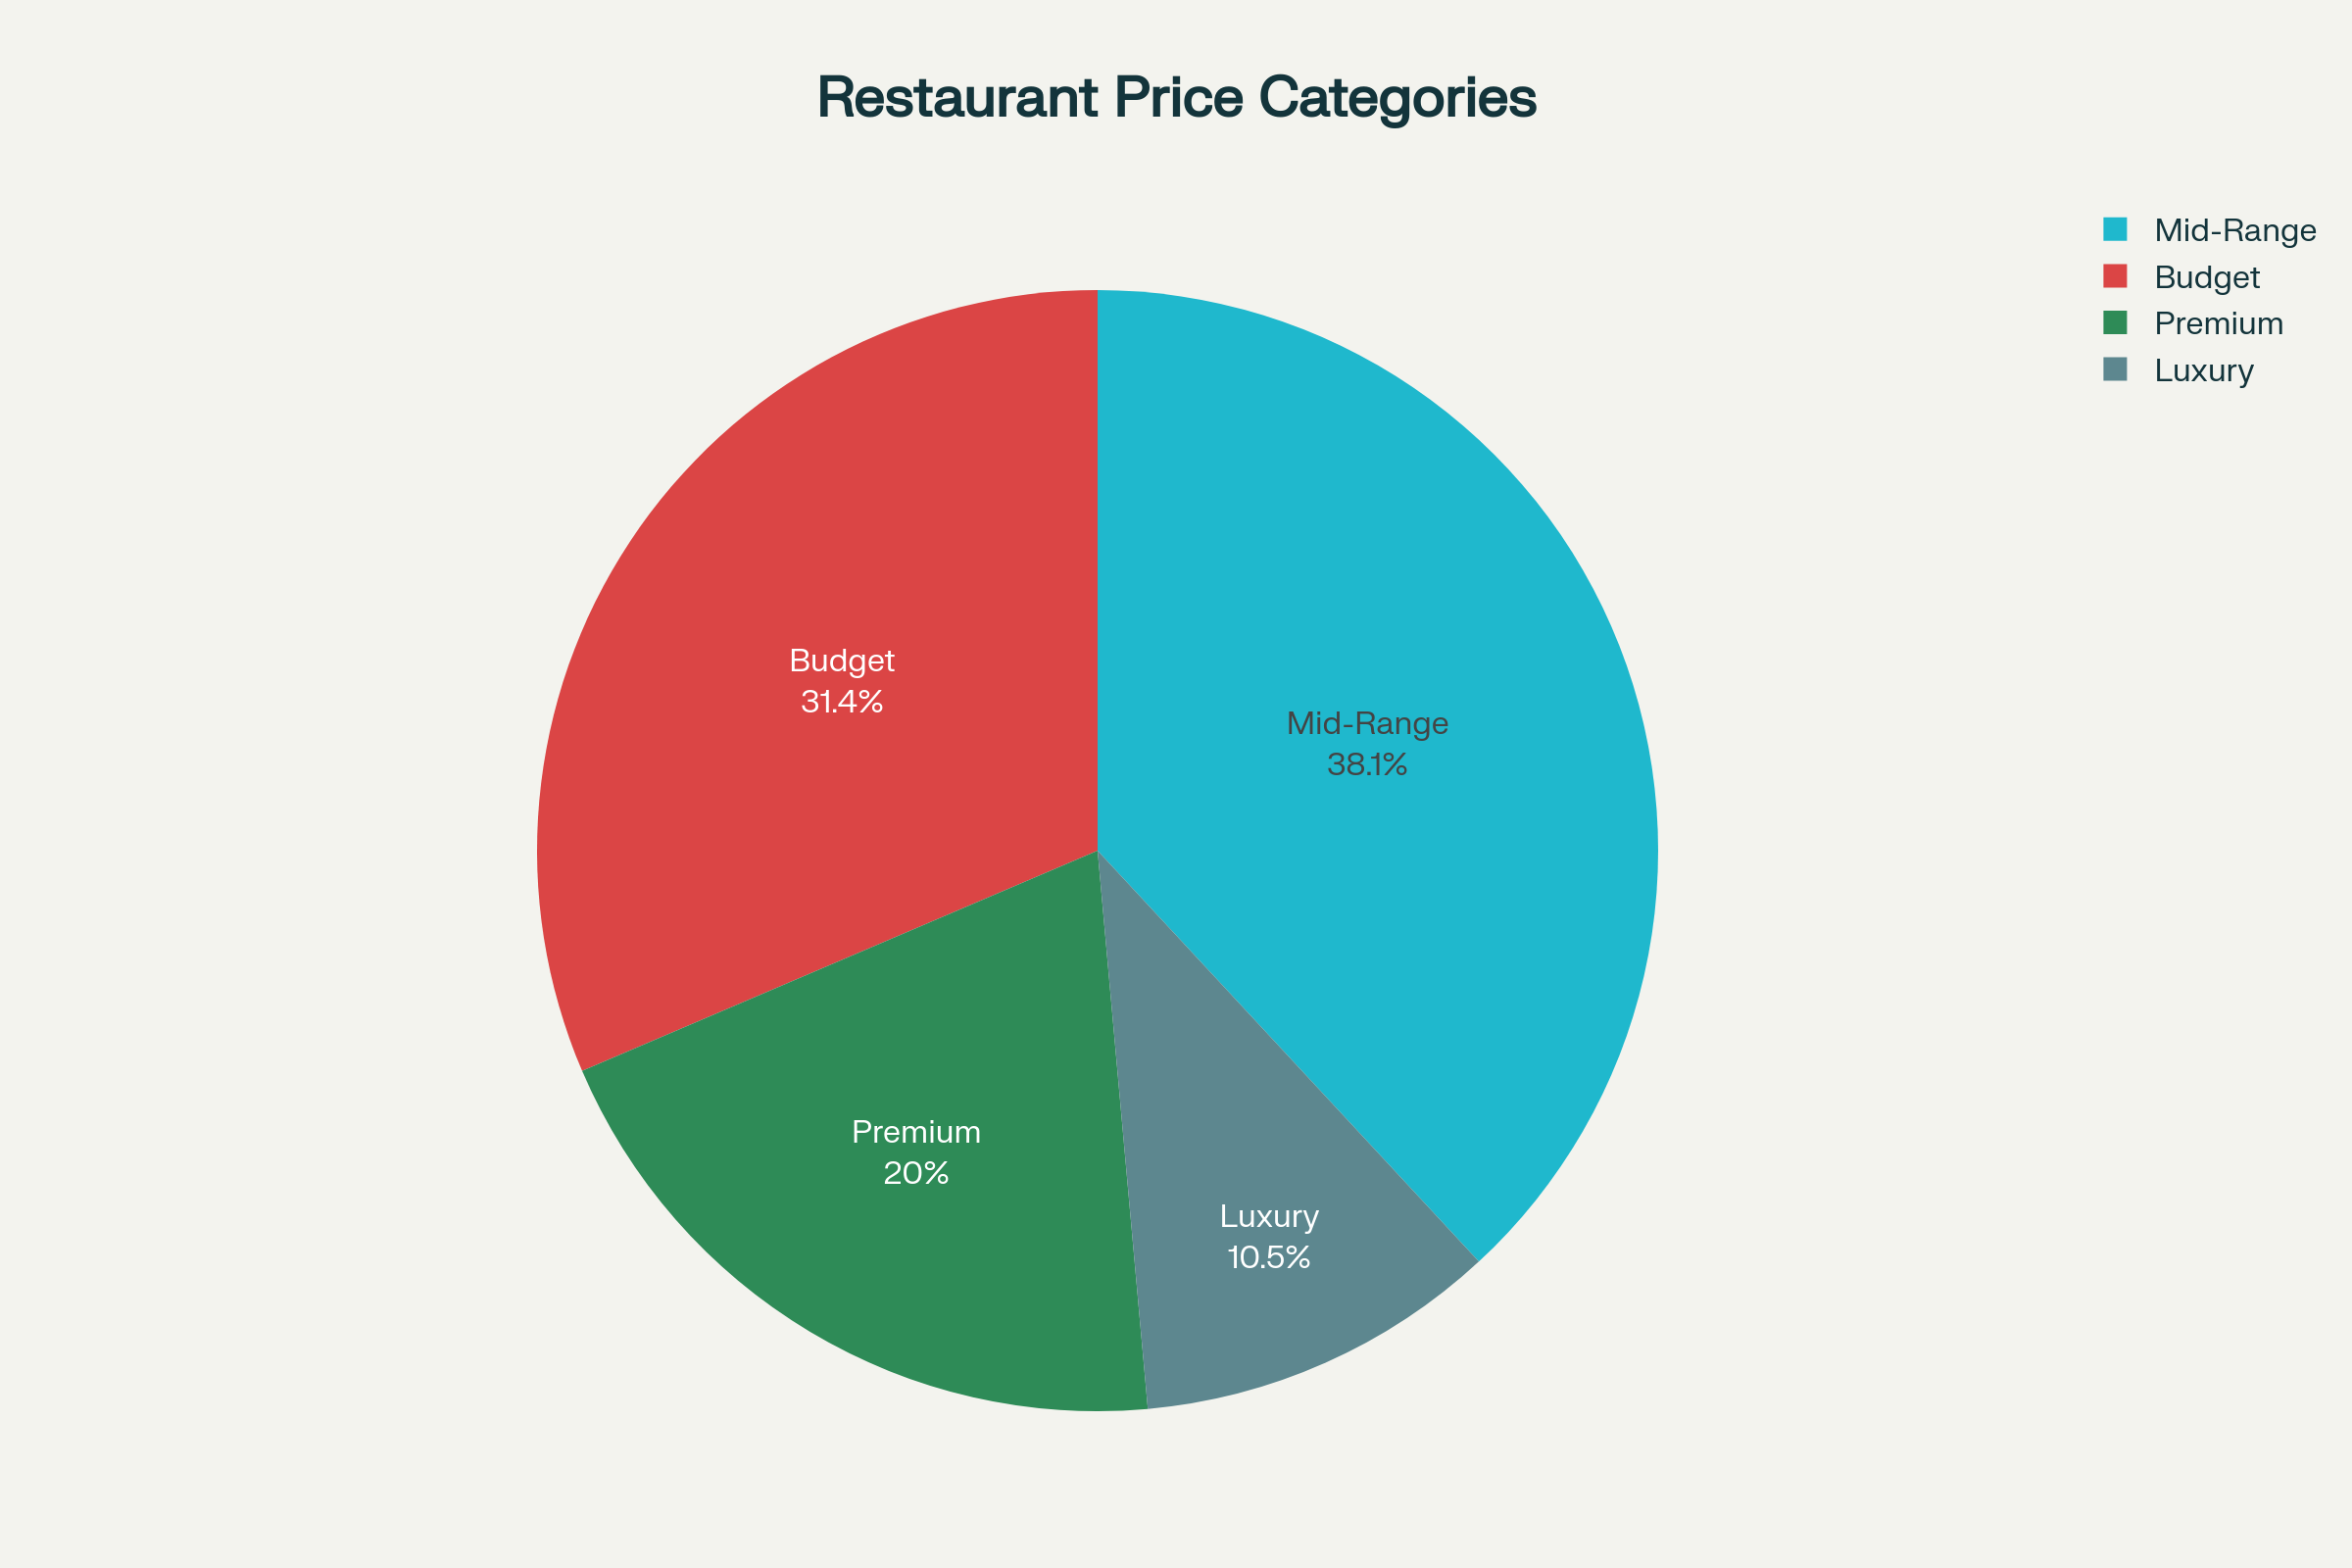 Restaurant Price Categories
Mid-Range
Budget
Premium
Luxury
Budget
31.4%
Mid-Range
38.1%
Premium
20%
Luxury
10.5%